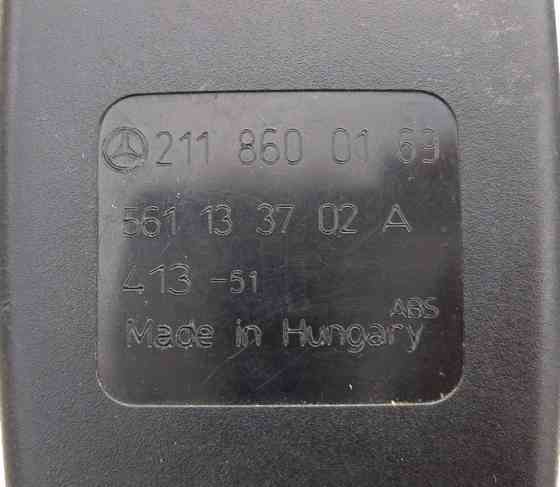 211 860 01 69
561 13 37 02 A
413 -51
ABS
Made in Hungary